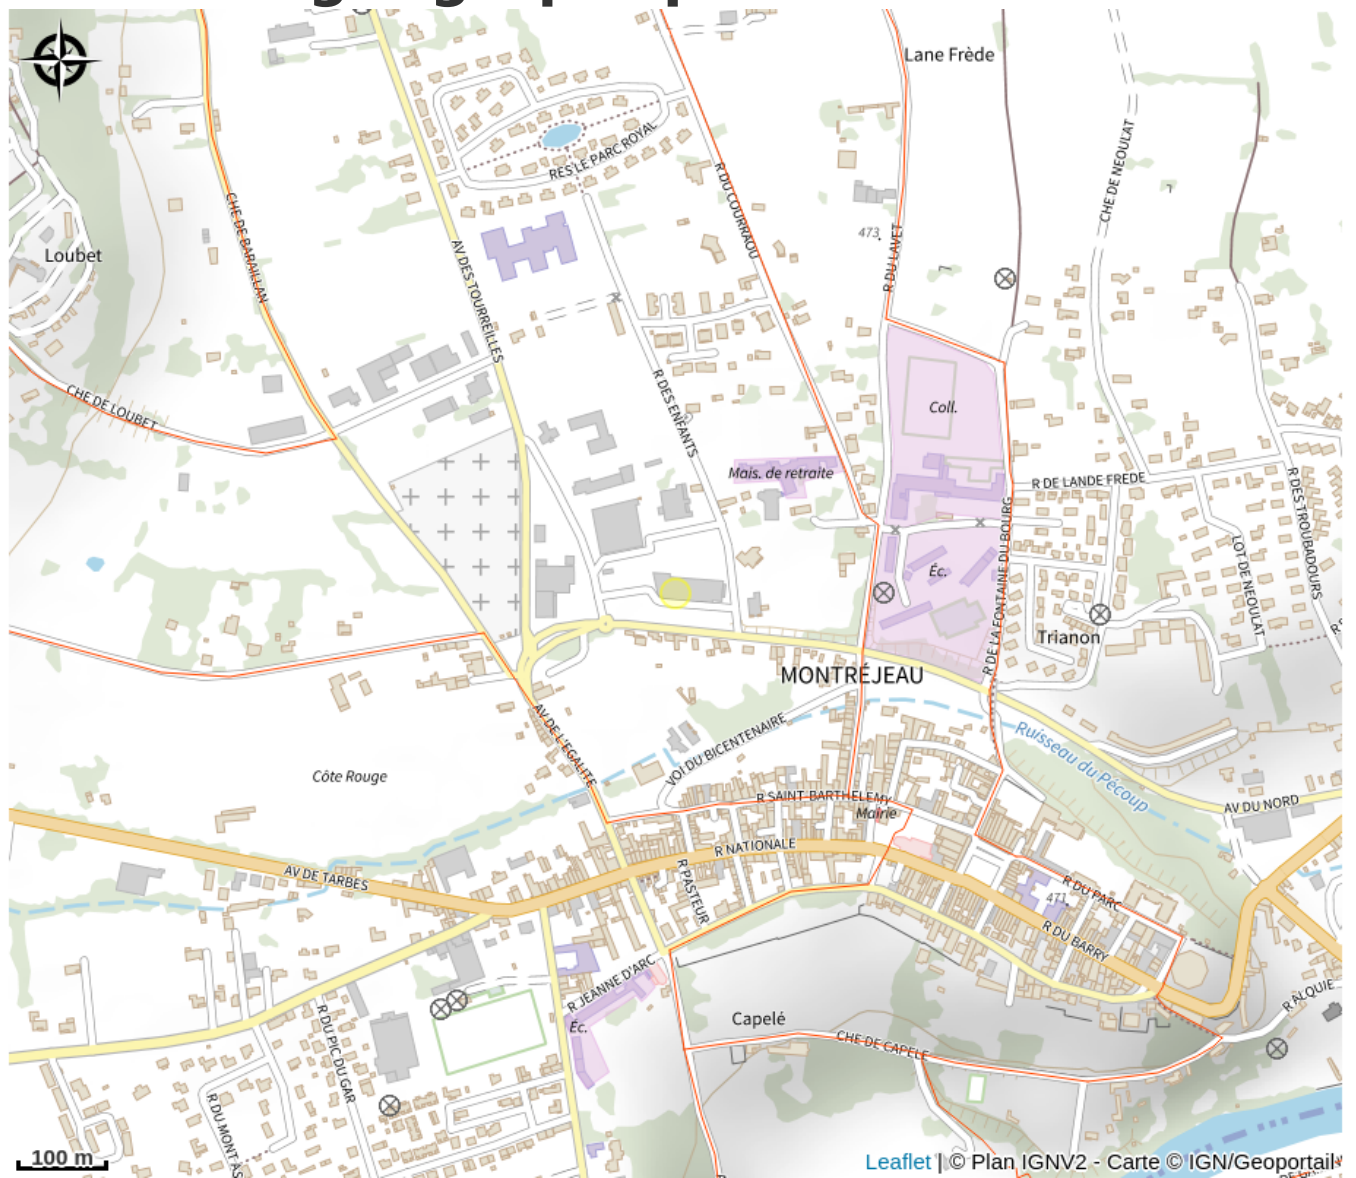 Lane Frède
RES LE PARC ROYAL
CHE DE NEOULAT
R DU COURRAOU
CHE DE BARAILLAN
473
R DU LAVET
Loubet
AV DES TOURREILLES
CHE DE LOUBET
R DES ENFANTS
Coll.
Mais. de retraite
R DE LANDE FREDE
R DES TROUBADOURS
R DE LA FONTAINE DU BOURG
Éc.
LOT DE NEOULAT
Trianon
MONTRÉJEAU
AV DE L'EGALITE
VOI DU BICENTENAIRE
Ruisseau du Pécoup
Côte Rouge
R SAINT-BARTHELEMY
Mairie
AV DU NORD
R NATIONALE
AV DE TARBES
R PASTEUR
R DU PARC
471
R DU BARRY
R JEANNE D'ARC
R ALQUIE
Éc.
Capelé
CHE DE CAPELE
R DU PIC DU GAR
R DU MONT AS
100 m
Leaflet | © Plan IGNV2 - Carte © IGN/Geoportail